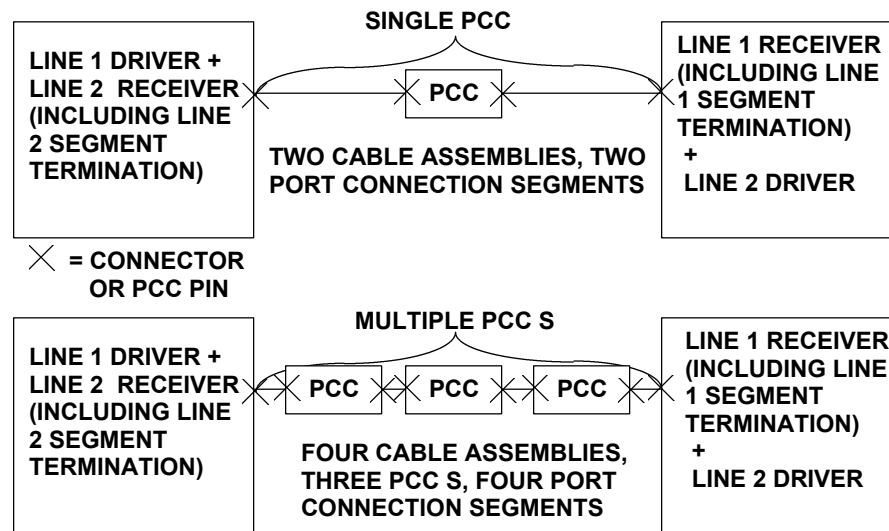 SINGLE PCC
LINE 1 DRIVER +
LINE 2 RECEIVER
(INCLUDING LINE
2 SEGMENT
TERMINATION)
PCC
LINE 1 RECEIVER
(INCLUDING LINE
1 SEGMENT
TERMINATION)
+
LINE 2 DRIVER
TWO CABLE ASSEMBLIES, TWO
PORT CONNECTION SEGMENTS
= CONNECTOR
OR PCC PIN
MULTIPLE PCC S
LINE 1 DRIVER +
LINE 2 RECEIVER
(INCLUDING LINE
2 SEGMENT
TERMINATION)
PCC
PCC
PCC
LINE 1 RECEIVER
(INCLUDING LINE
1 SEGMENT
TERMINATION)
+
LINE 2 DRIVER
FOUR CABLE ASSEMBLIES,
THREE PCC S, FOUR PORT
CONNECTION SEGMENTS